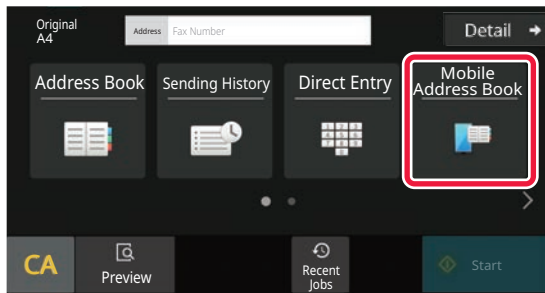 Original
A4
Address Fax Number
Detail
Address Book
Sending History
Direct Entry
Mobile
Address Book
CA
Preview
Recent
Jobs
Start